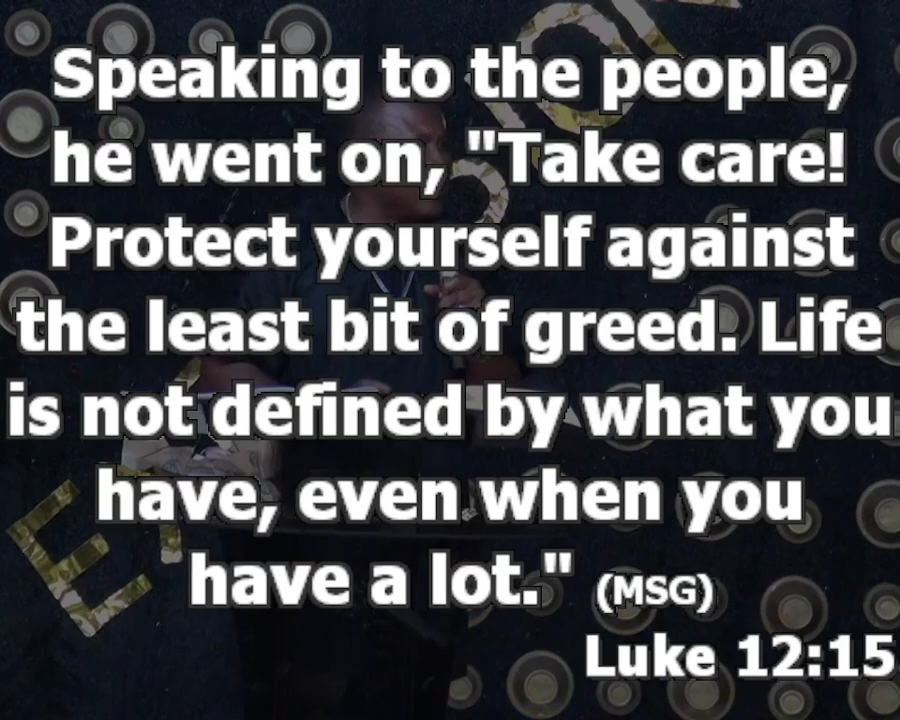 Speaking to the people,
he went on, "Take care!
Protect yourself against
the least bit of greed. Life
is not defined by what you
have, even when you
have a lot." (MSG)
Luke 12:15